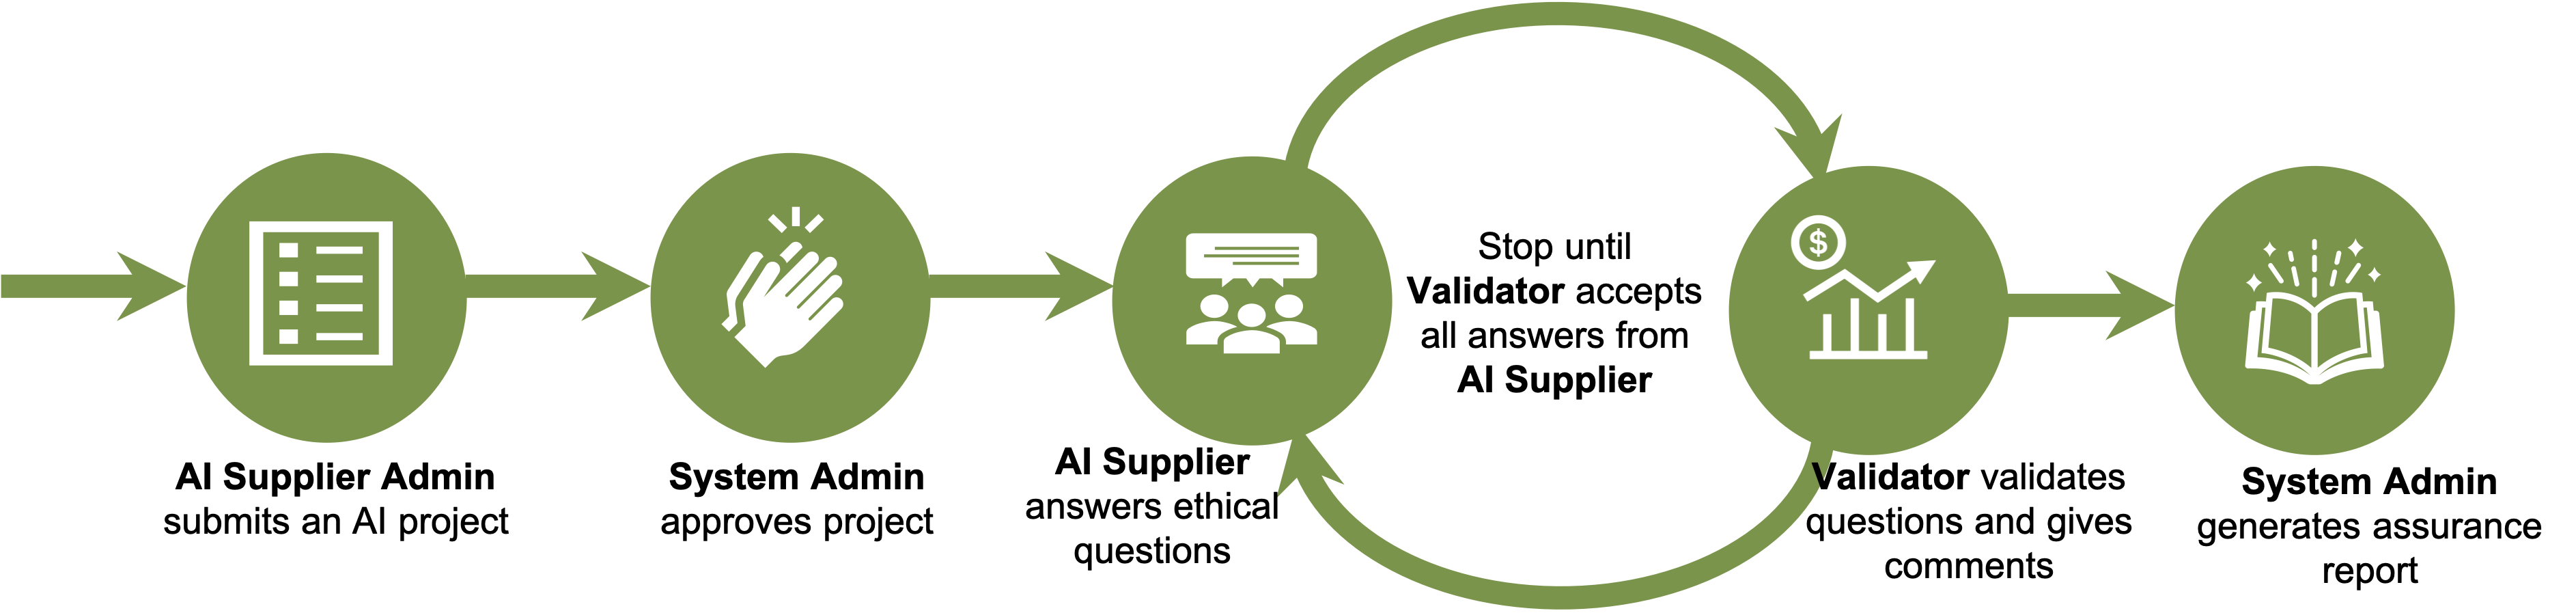 AI Supplier Admin
submits an AI project
System Admin
approves project
AI Supplier
answers ethical
questions
Stop until
Validator accepts
all answers from
AI Supplier
$
Validator validates
questions and gives
comments
System Admin
generates assurance
report